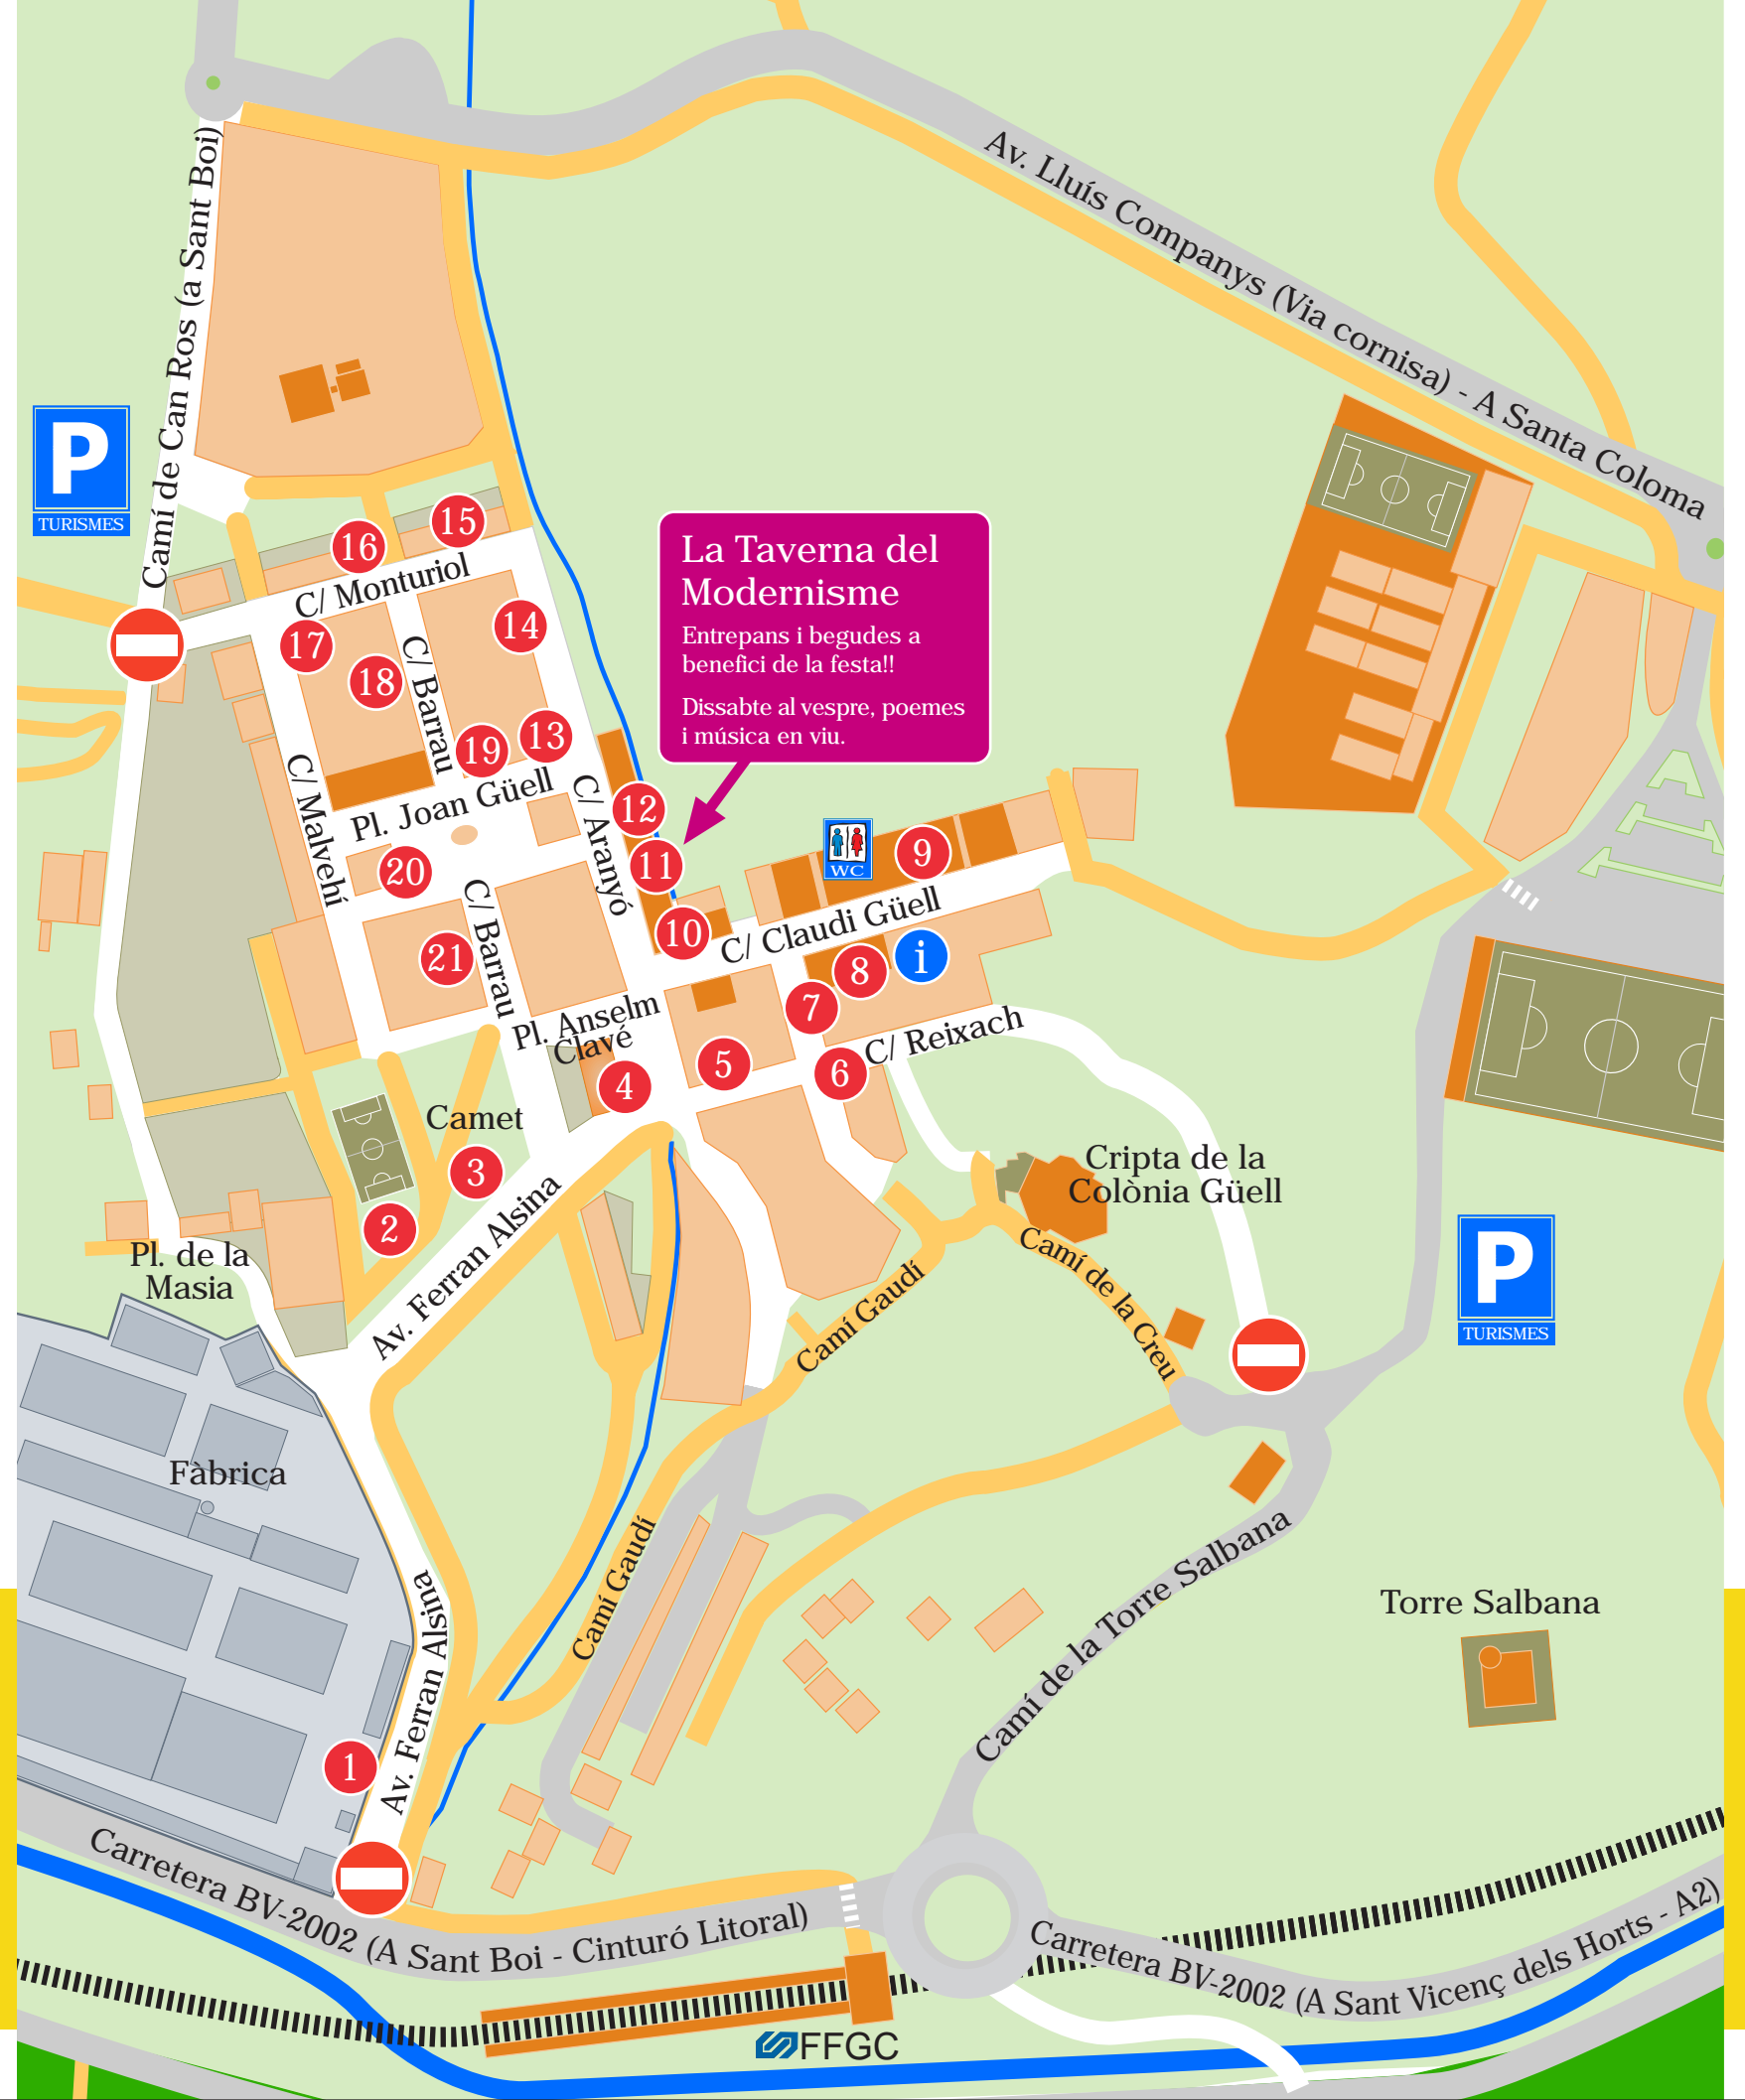 Av. Lluís Companys (Via cornisa) - A Santa Coloma
Camí de Can Ros (a Sant Boi)
P
TURISMES
15
16
C/ Monturiol
La Taverna del
Modernisme
Entrepans i begudes a
benefici de la festa!!
Dissabte al vespre, poemes
i música en viu.
14
17
18
C/ Barrau
13
19
Pl. Joan Güell
C/ Malvehí
C/ Aranyó
12
11
20
WC
9
10
C/ Claudi Güell
C/ Barrau
21
8
i
7
Pl. Anselm
Clavé
C/ Reixach
5
6
4
Camet
3
2
Cripta de la
Colònia Güell
Pl. de la
Masia
Av. Ferran Alsina
Camí Gaudí
Camí de la Creu
P
TURISMES
Fàbrica
Camí Gaudí
Av. Ferran Alsina
Camí de la Torre Salbana
Torre Salbana
1
Carretera BV-2002 (A Sant Boi - Cinturó Litoral)
Carretera BV-2002 (A Sant Vicenç dels Horts - A2)
FFGC